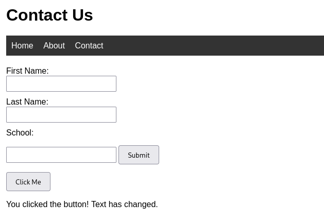 Contact Us
Home About Contact
First Name:
Last Name:
School:
Submit
Click Me
You clicked the button! Text has changed.